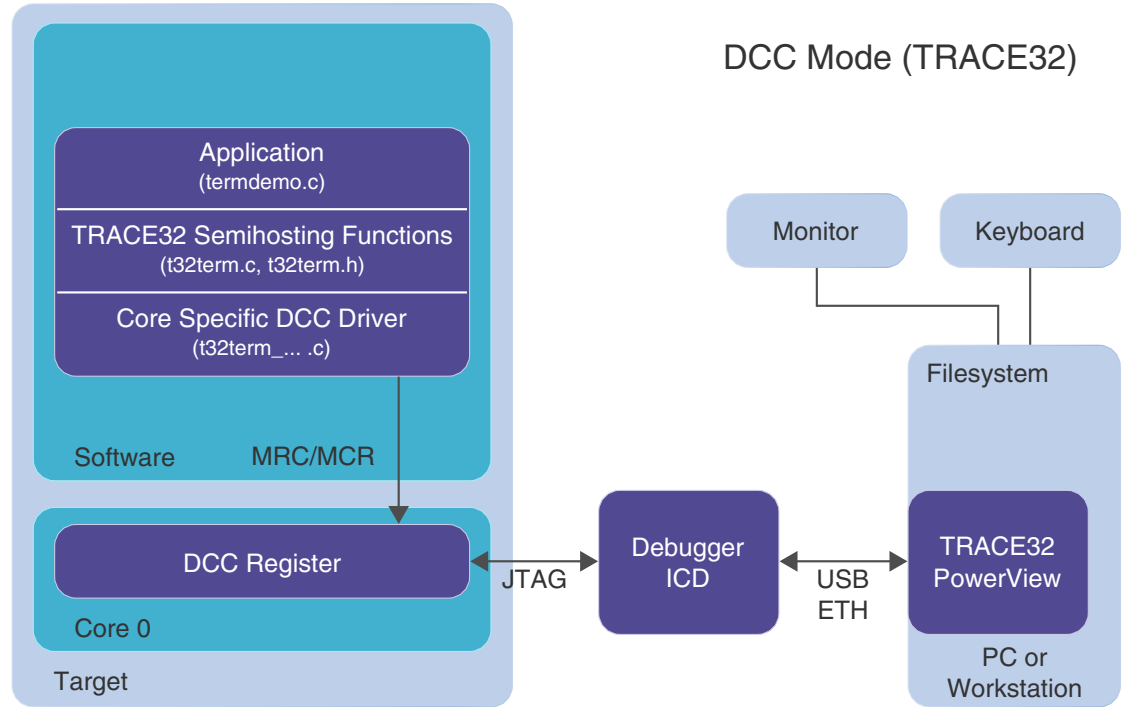 DCC Mode (TRACE32)
Application
(termdemo.c)
TRACE32 Semihosting Functions
(t32term.c, t32term.h)
Core Specific DCC Driver
(t32term_... .c)
Software
MRC/MCR
DCC Register
Core 0
Target
JTAG
Debugger
ICD
USB
ETH
Monitor
Keyboard
Filesystem
TRACE32
PowerView
PC or
Workstation